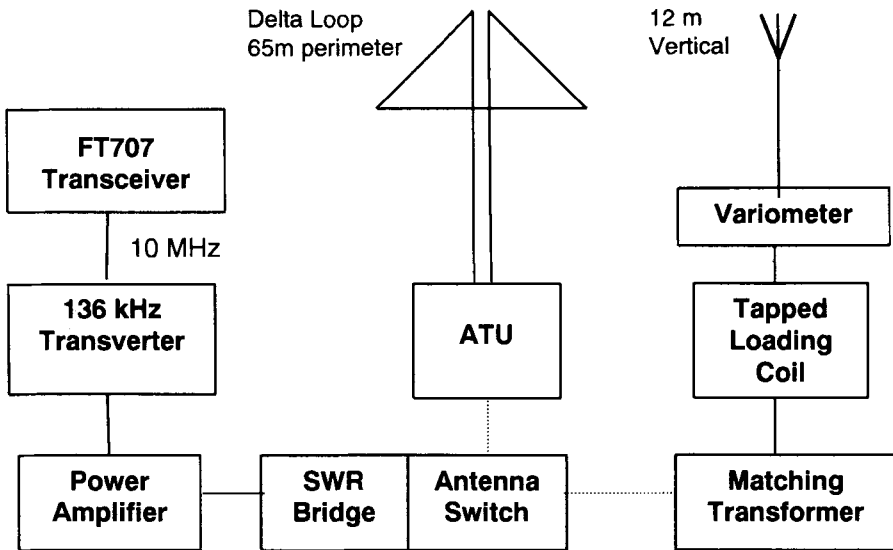 Delta Loop
65m perimeter
12 m
Vertical
FT707
Transceiver
10 MHz
Variometer
136 kHz
Transverter
ATU
Tapped
Loading
Coil
Power
Amplifier
SWR
Bridge
Antenna
Switch
Matching
Transformer